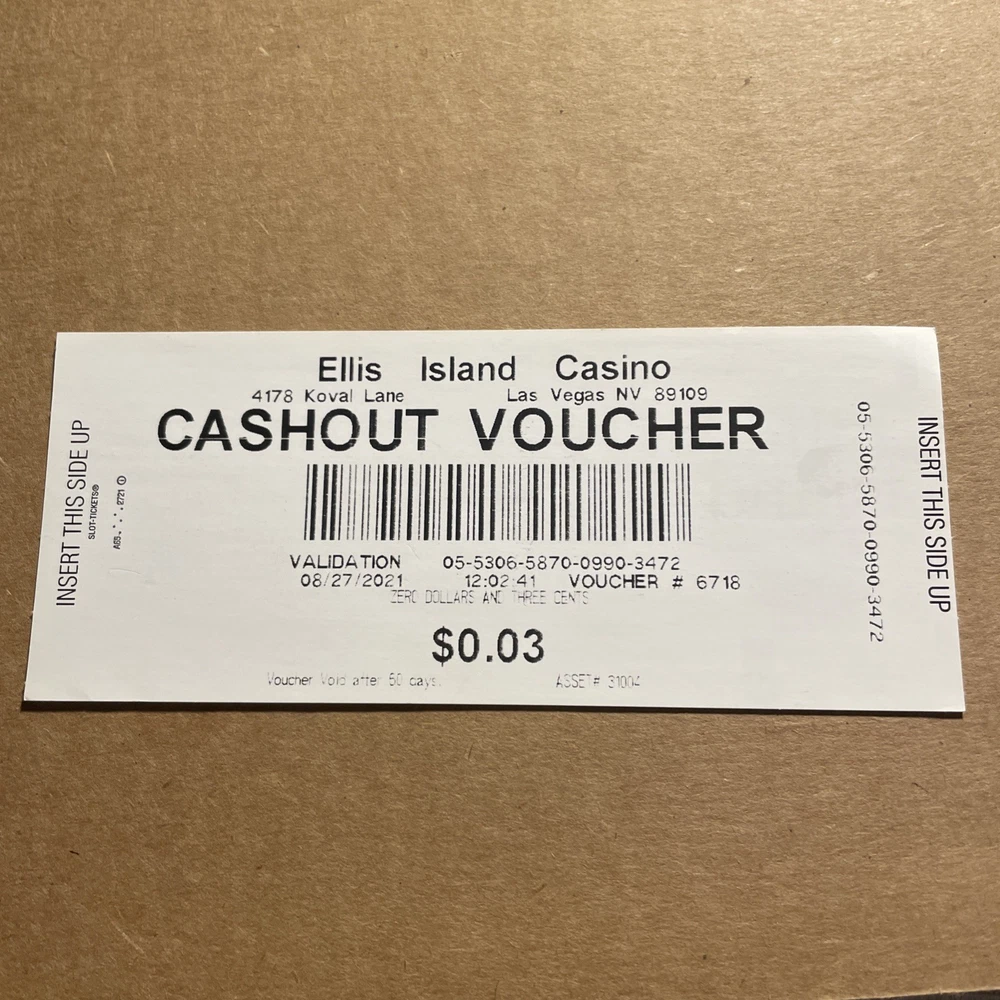 Ellis Island Casino
4178 Koval Lane Las Vegas NV 89109
CASHOUT VOUCHER
VALIDATION 05-5306-5870-0990-3472
08/27/2021 12:02:41 VOUCHER # 6718
ZERO DOLLARS AND THREE CENTS
$0.03
Voucher Void after 50 days. ASSET# 31004
INSERT THIS SIDE UP
SLOT-TICKETS®
05-5306-5870-0990-3472
INSERT THIS SIDE UP